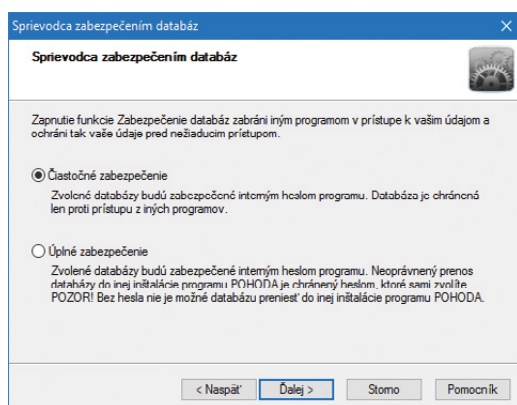 Sprievodca zabezpečením databáz
Sprievodca zabezpečením databáz
Zapnutie funkcie Zabezpečenie databáz zabráni iným programom v prístupe k vašim údajom a
ochráni tak vaše údaje pred nežiaducim prístupom.
Čiastočné zabezpečenie
Zvolené databázy budú zabezpečené interným heslom programu. Databáza je chránená
len proti prístupu z iných programov.
Úplné zabezpečenie
Zvolené databázy budú zabezpečené interným heslom programu. Neoprávnený prenos
databázy do inej inštalácie programu POHODA je chránený heslom, ktoré sami zvolíte.
POZOR! Bez hesla nie je možné databázu preniesť do inej inštalácie programu POHODA.
< Naspäť
Ďalej >
Storno
Pomocník